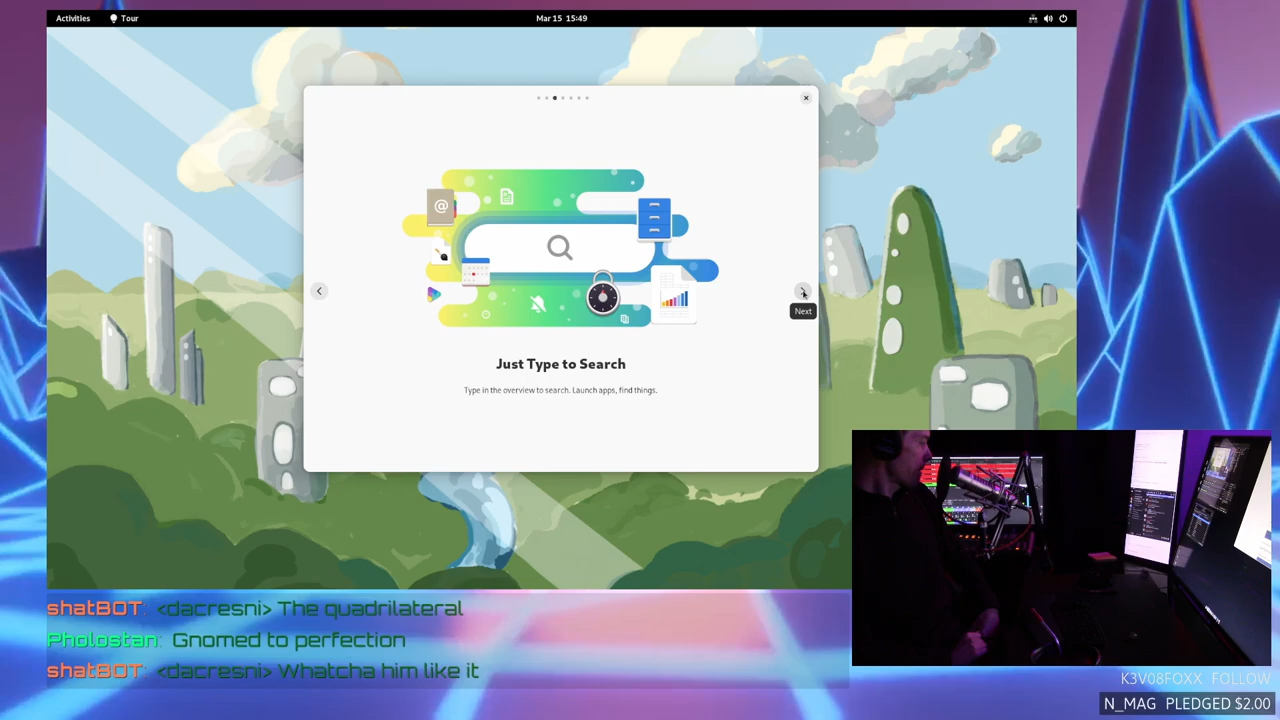 Activities
Tour
Mar 15 15:49
@
Next
Just Type to Search
Type in the overview to search. Launch apps, find things.
shatBOT: <dacresni> The quadrilateral
Pholostan: Gnomed to perfection
shatBOT: <dacresni> Whatcha him like it
K3V08FOXX FOLLOW
N_MAG PLEDGED $2.00